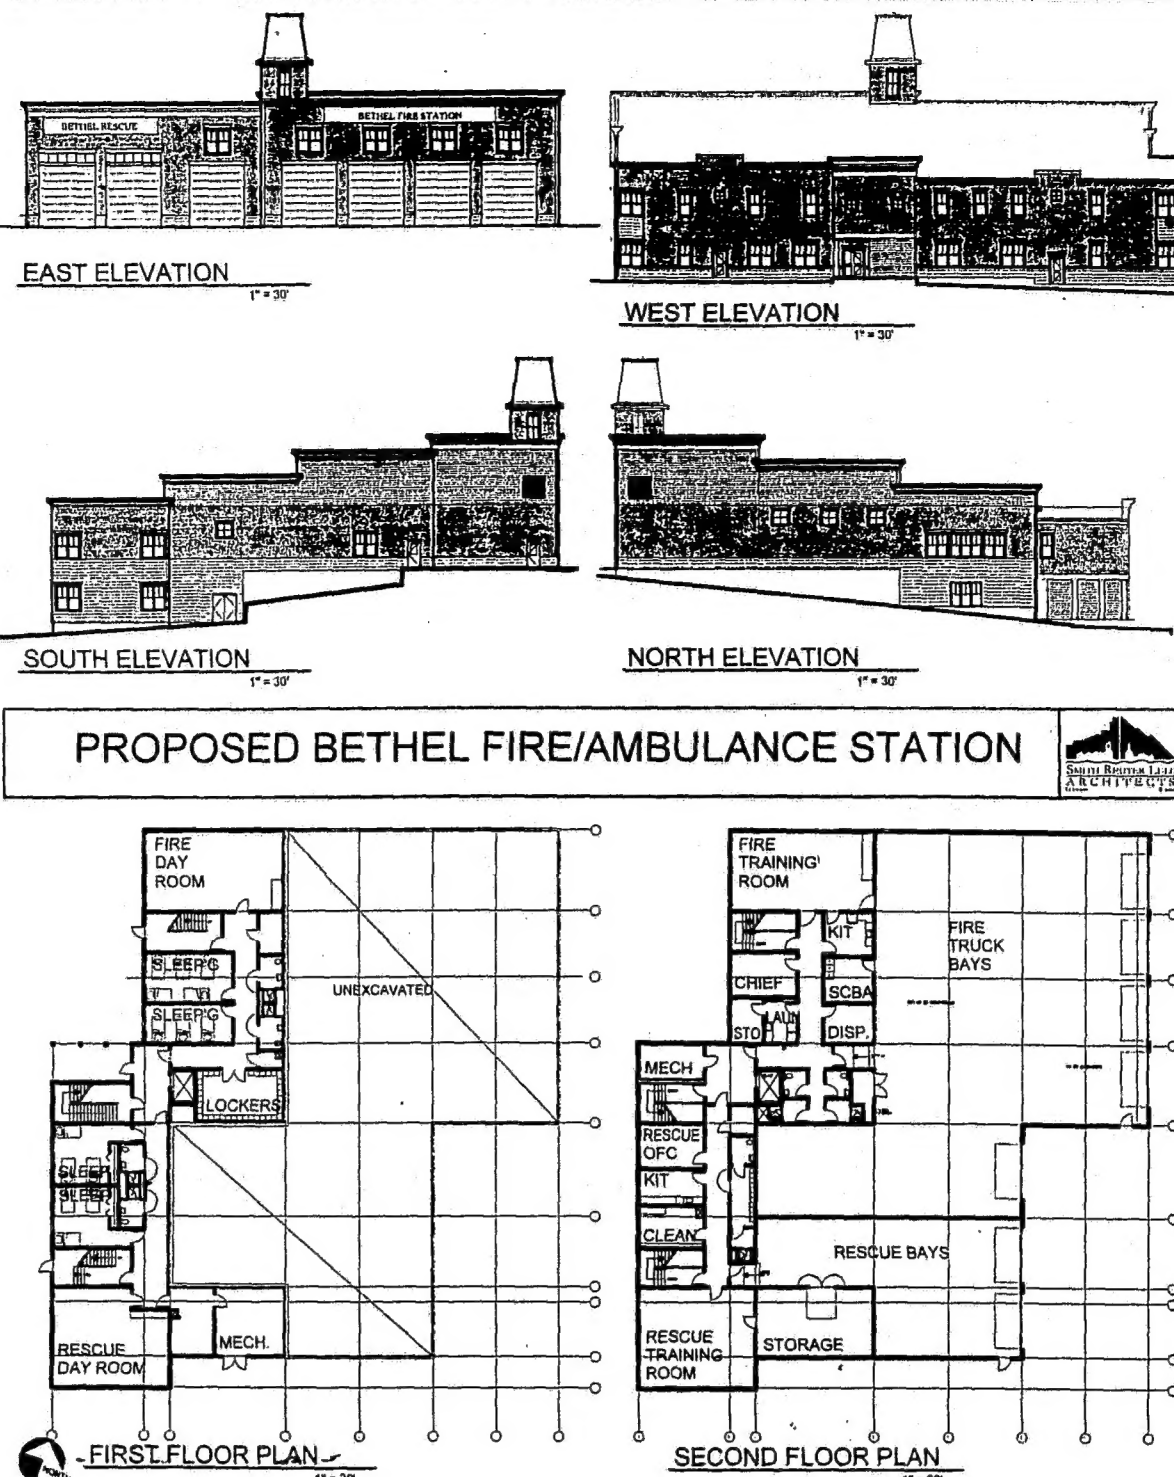 BETHEL RESCUE
BETHEL FIRE STATION
EAST ELEVATION
1" = 30'
WEST ELEVATION
1" = 30'
SOUTH ELEVATION
1" = 30'
NORTH ELEVATION
1" = 30'
PROPOSED BETHEL FIRE/AMBULANCE STATION
ARCHITECTS
FIRE
DAY
ROOM
SLEEP'G
SLEEP'G
UNEXCAVATED
LOCKERS
SLEEP
SLEEP
RESCUE
DAY ROOM
MECH.
NORTH
FIRST FLOOR PLAN
FIRE
TRAINING
ROOM
KIT
FIRE
TRUCK
BAYS
CHIEF
SCBA
STO
LAUN
DISP.
MECH
RESCUE
OFC
KIT
CLEAN
RESCUE BAYS
RESCUE
TRAINING
ROOM
STORAGE
SECOND FLOOR PLAN